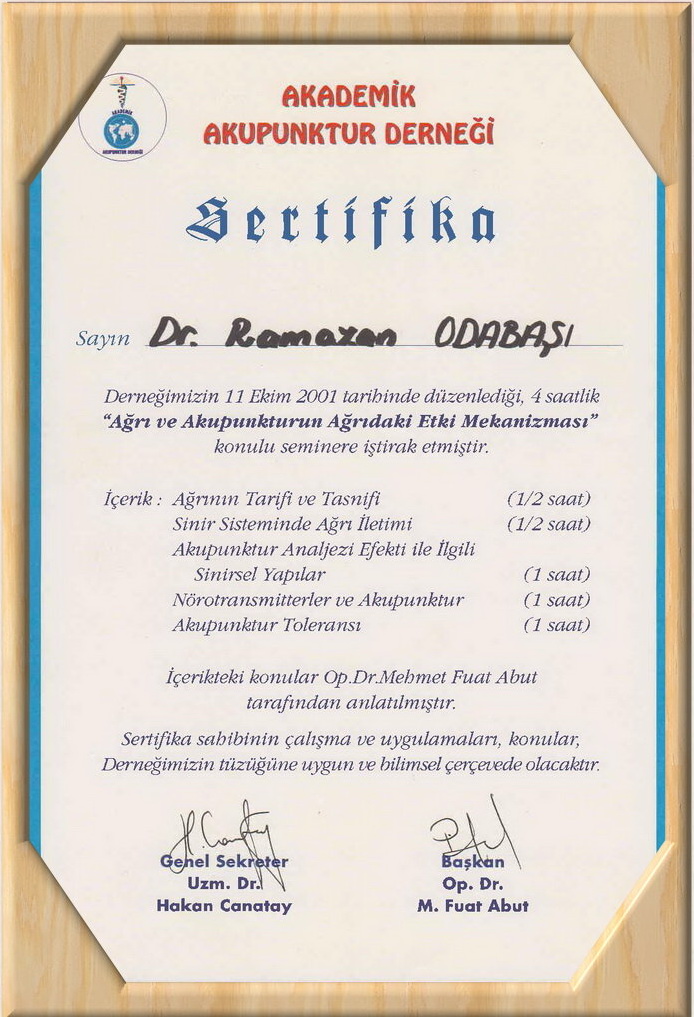 AKADEMİK
AKUPUNKTUR DERNEĞİ
AKADEMİK
AKUPUNKTUR DERNEĞİ
Sertifika
Sayın Dr. Ramazan ODABAŞI
Derneğimizin 11 Ekim 2001 tarihinde düzenlediği, 4 saatlik
“Ağrı ve Akupunkturun Ağrıdaki Etki Mekanizması”
konulu seminere iştirak etmiştir.
İçerik : Ağrının Tarifi ve Tasnifi (1/2 saat)
Sinir Sisteminde Ağrı İletimi (1/2 saat)
Akupunktur Analjezi Efekti ile İlgili
Sinirsel Yapılar (1 saat)
Nörotransmitterler ve Akupunktur (1 saat)
Akupunktur Toleransı (1 saat)
İçerikteki konular Op.Dr.Mehmet Fuat Abut
tarafından anlatılmıştır.
Sertifika sahibinin çalışma ve uygulamaları, konular,
Derneğimizin tüzüğüne uygun ve bilimsel çerçevede olacaktır.
Genel Sekreter Başkan
Uzm. Dr. Op. Dr.
Hakan Canatay M. Fuat Abut